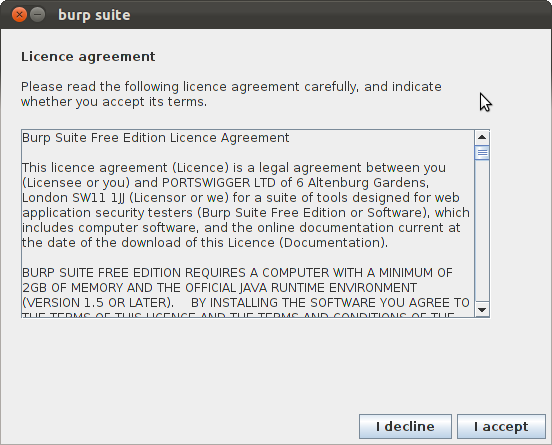 burp suite
Licence agreement
Please read the following licence agreement carefully, and indicate
whether you accept its terms.
Burp Suite Free Edition Licence Agreement
This licence agreement (Licence) is a legal agreement between you
(Licensee or you) and PORTSWIGGER LTD of 6 Altenburg Gardens,
London SW11 1JJ (Licensor or we) for a suite of tools designed for web
application security testers (Burp Suite Free Edition or Software), which
includes computer software, and the online documentation current at
the date of the download of this Licence (Documentation).
BURP SUITE FREE EDITION REQUIRES A COMPUTER WITH A MINIMUM OF
2GB OF MEMORY AND THE OFFICIAL JAVA RUNTIME ENVIRONMENT
(VERSION 1.5 OR LATER). BY INSTALLING THE SOFTWARE YOU AGREE TO
THE TERMS OF THIS LICENCE AND THE TERMS AND CONDITIONS OF THE
I decline
I accept